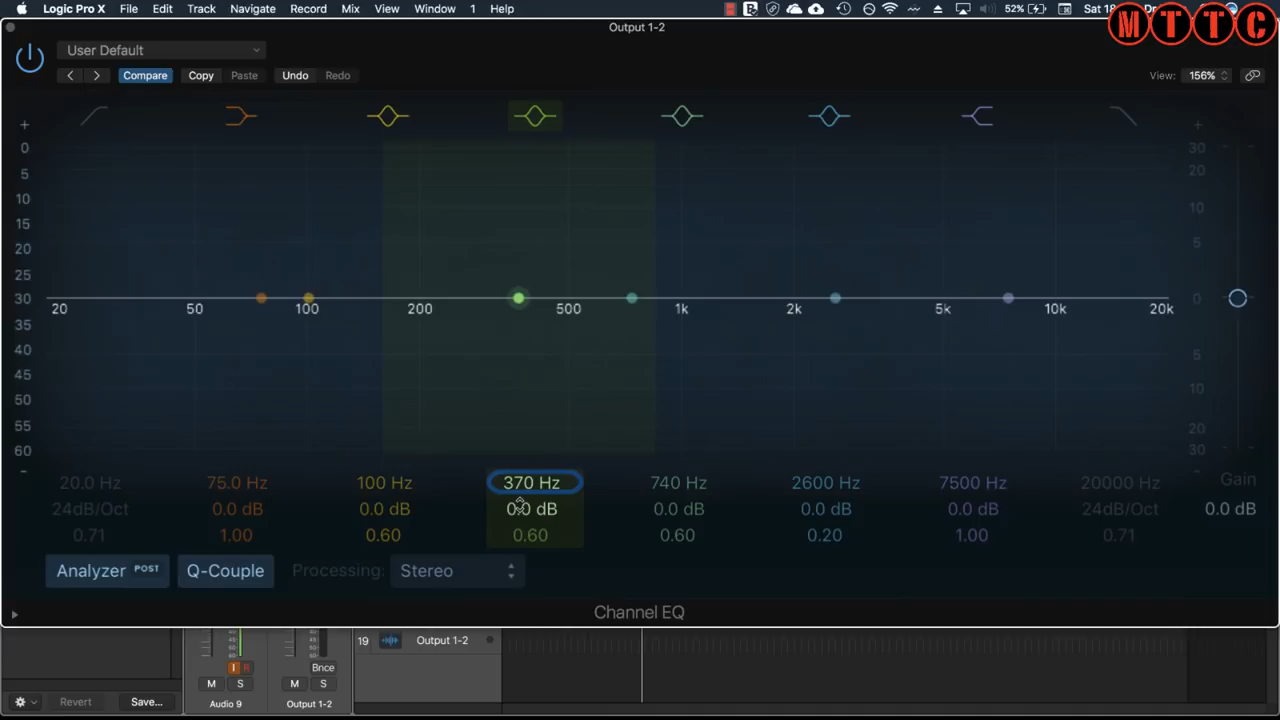 Logic Pro X File Edit Track Navigate Record Mix View Window 1 Help 52% Sat 18
MTTC
Output 1-2
User Default
Compare Copy Paste Undo Redo View: 156%
+ +
0 30
5 20
10 10
15
20 5
25
30 20 50 100 200 500 1k 2k 5k 10k 20k 0
35
40 5
45 10
50
55 20
60 30
- -
20.0 Hz 75.0 Hz 100 Hz 370 Hz 740 Hz 2600 Hz 7500 Hz 20000 Hz Gain
24dB/Oct 0.0 dB 0.0 dB 0.0 dB 0.0 dB 0.0 dB 0.0 dB 24dB/Oct 0.0 dB
0.71 1.00 0.60 0.60 0.60 0.20 1.00 0.71
Analyzer POST Q-Couple Processing: Stereo
Channel EQ
19 Output 1-2
45 50 60
I R Bnce
M S M S
Revert Save... Audio 9 Output 1-2